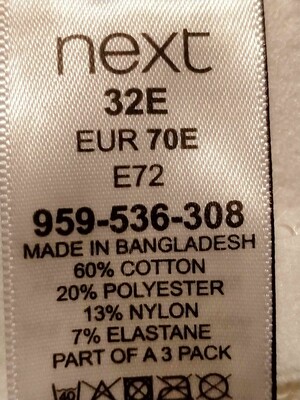 next
32E
EUR 70E
E72
959-536-308
MADE IN BANGLADESH
60% COTTON
20% POLYESTER
13% NYLON
7% ELASTANE
PART OF A 3 PACK
40